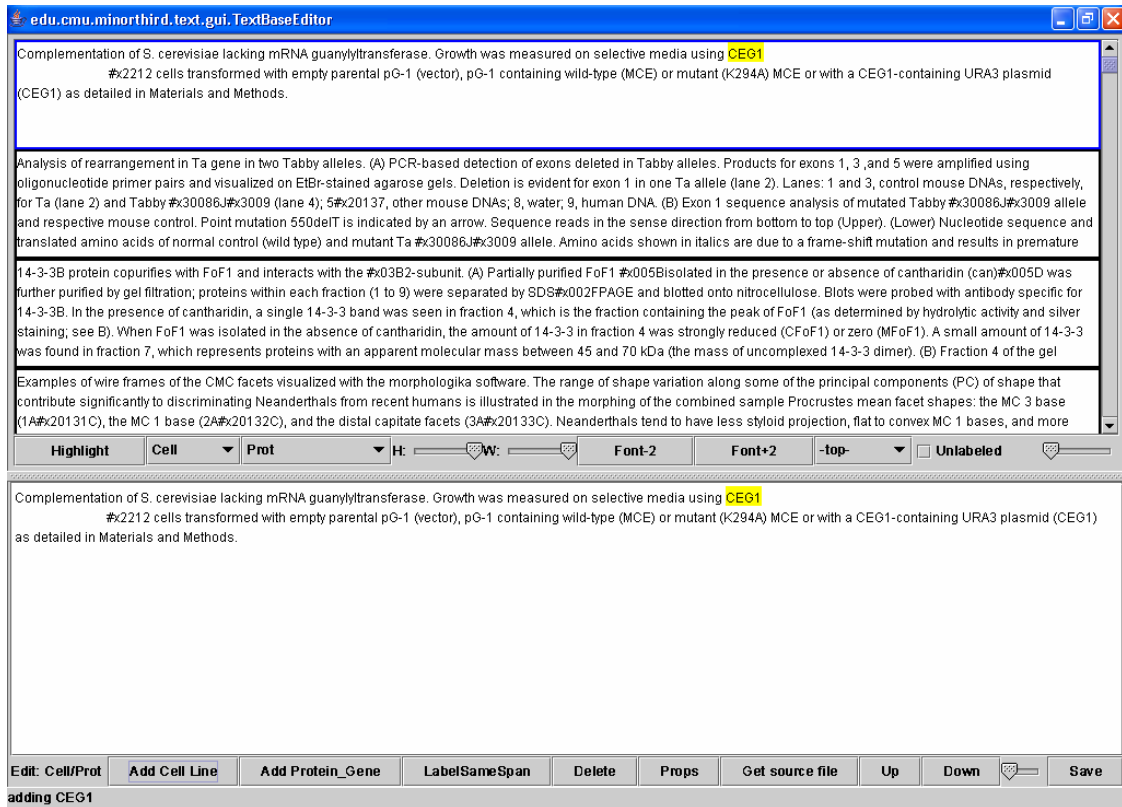 edu.cmu.minorthird.text.gui.TextBaseEditor
Complementation of S. cerevisiae lacking mRNA guanylyltransferase. Growth was measured on selective media using CEG1
#x2212 cells transformed with empty parental pG-1 (vector), pG-1 containing wild-type (MCE) or mutant (K294A) MCE or with a CEG1-containing URA3 plasmid
(CEG1) as detailed in Materials and Methods.
Analysis of rearrangement in Ta gene in two Tabby alleles. (A) PCR-based detection of exons deleted in Tabby alleles. Products for exons 1, 3 ,and 5 were amplified using
oligonucleotide primer pairs and visualized on EtBr-stained agarose gels. Deletion is evident for exon 1 in one Ta allele (lane 2). Lanes: 1 and 3, control mouse DNAs, respectively,
for Ta (lane 2) and Tabby #x30086J#x3009 (lane 4); 5#x20137, other mouse DNAs; 8, water; 9, human DNA. (B) Exon 1 sequence analysis of mutated Tabby #x30086J#x3009 allele
and respective mouse control. Point mutation 550delT is indicated by an arrow. Sequence reads in the sense direction from bottom to top (Upper). (Lower) Nucleotide sequence and
translated amino acids of normal control (wild type) and mutant Ta #x30086J#x3009 allele. Amino acids shown in italics are due to a frame-shift mutation and results in premature
14-3-3B protein copurifies with FoF1 and interacts with the #x03B2-subunit. (A) Partially purified FoF1 #x005Bisolated in the presence or absence of cantharidin (can)#x005D was
further purified by gel filtration; proteins within each fraction (1 to 9) were separated by SDS#x002FPAGE and blotted onto nitrocellulose. Blots were probed with antibody specific for
14-3-3B. In the presence of cantharidin, a single 14-3-3 band was seen in fraction 4, which is the fraction containing the peak of FoF1 (as determined by hydrolytic activity and silver
staining; see B). When FoF1 was isolated in the absence of cantharidin, the amount of 14-3-3 in fraction 4 was strongly reduced (CFoF1) or zero (MFoF1). A small amount of 14-3-3
was found in fraction 7, which represents proteins with an apparent molecular mass between 45 and 70 kDa (the mass of uncomplexed 14-3-3 dimer). (B) Fraction 4 of the gel
Examples of wire frames of the CMC facets visualized with the morphologika software. The range of shape variation along some of the principal components (PC) of shape that
contribute significantly to discriminating Neanderthals from recent humans is illustrated in the morphing of the combined sample Procrustes mean facet shapes: the MC 3 base
(1A#x20131C), the MC 1 base (2A#x20132C), and the distal capitate facets (3A#x20133C). Neanderthals tend to have less styloid projection, flat to convex MC 1 bases, and more
Highlight Cell Prot H: W: Font-2 Font+2 -top- Unlabeled
Complementation of S. cerevisiae lacking mRNA guanylyltransferase. Growth was measured on selective media using CEG1
#x2212 cells transformed with empty parental pG-1 (vector), pG-1 containing wild-type (MCE) or mutant (K294A) MCE or with a CEG1-containing URA3 plasmid (CEG1)
as detailed in Materials and Methods.
Edit: Cell/Prot Add Cell Line Add Protein_Gene LabelSameSpan Delete Props Get source file Up Down Save
adding CEG1